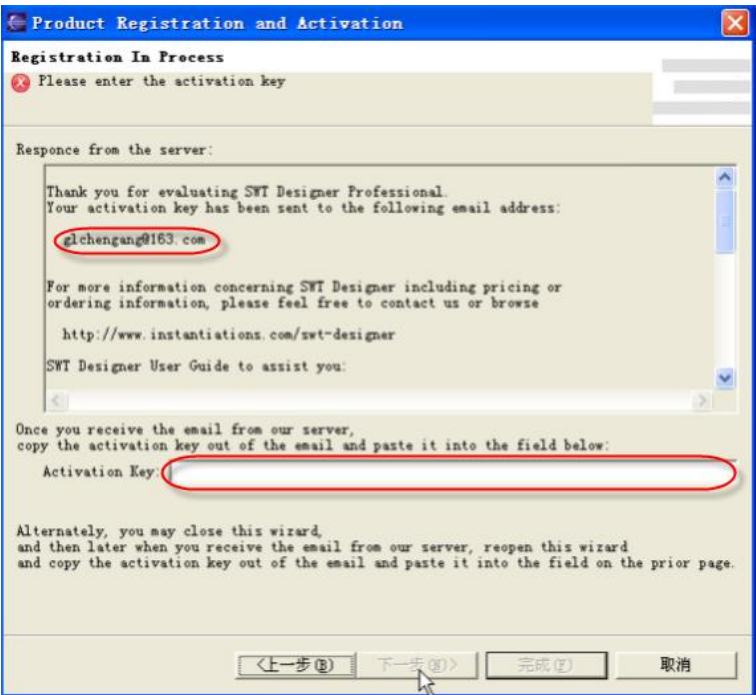 Product Registration and Activation
Registration In Process
Please enter the activation key
Responce from the server:
Thank you for evaluating SWT Designer Professional.
Your activation key has been sent to the following email address:
glchengang@163.com
For more information concerning SWT Designer including pricing or
ordering information, please feel free to contact us or browse
http://www.instantiations.com/swt-designer
SWT Designer User Guide to assist you:
Once you receive the email from our server,
copy the activation key out of the email and paste it into the field below:
Activation Key:
Alternately, you may close this wizard,
and then later when you receive the email from our server, reopen this wizard
and copy the activation key out of the email and paste it into the field on the prior page.
<上一步(B) 下一步(N)> 完成(F) 取消